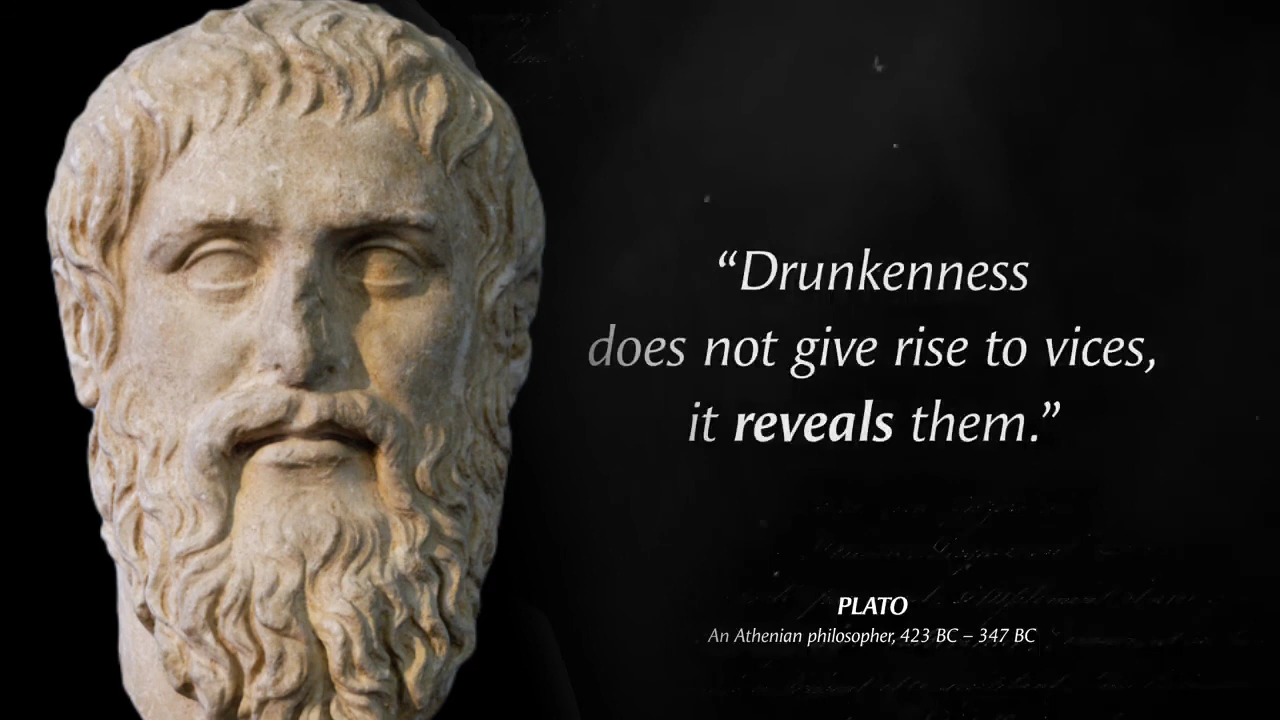 “Drunkenness
does not give rise to vices,
it reveals them.”
PLATO
An Athenian philosopher, 423 BC – 347 BC